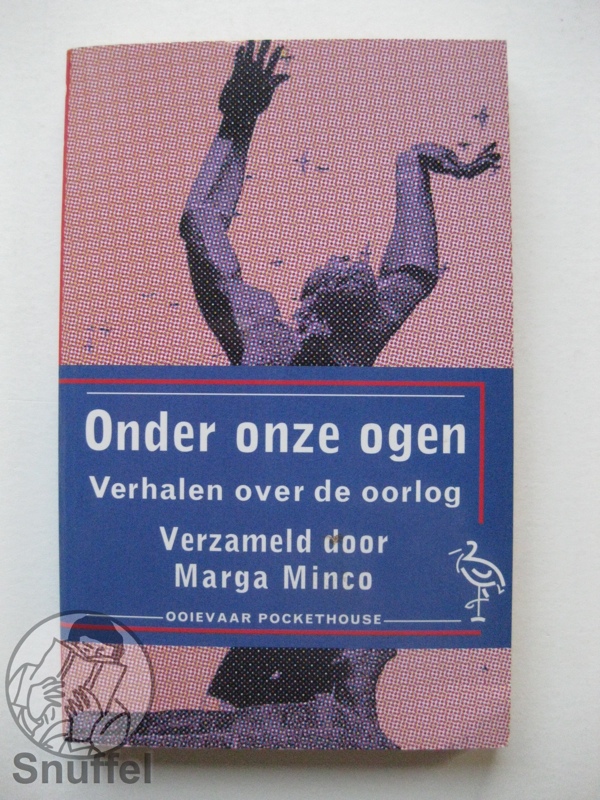 Onder onze ogen
Verhalen over de oorlog
Verzameld door
Marga Minco
OOIEVAAR POCKETHOUSE
Snuffel